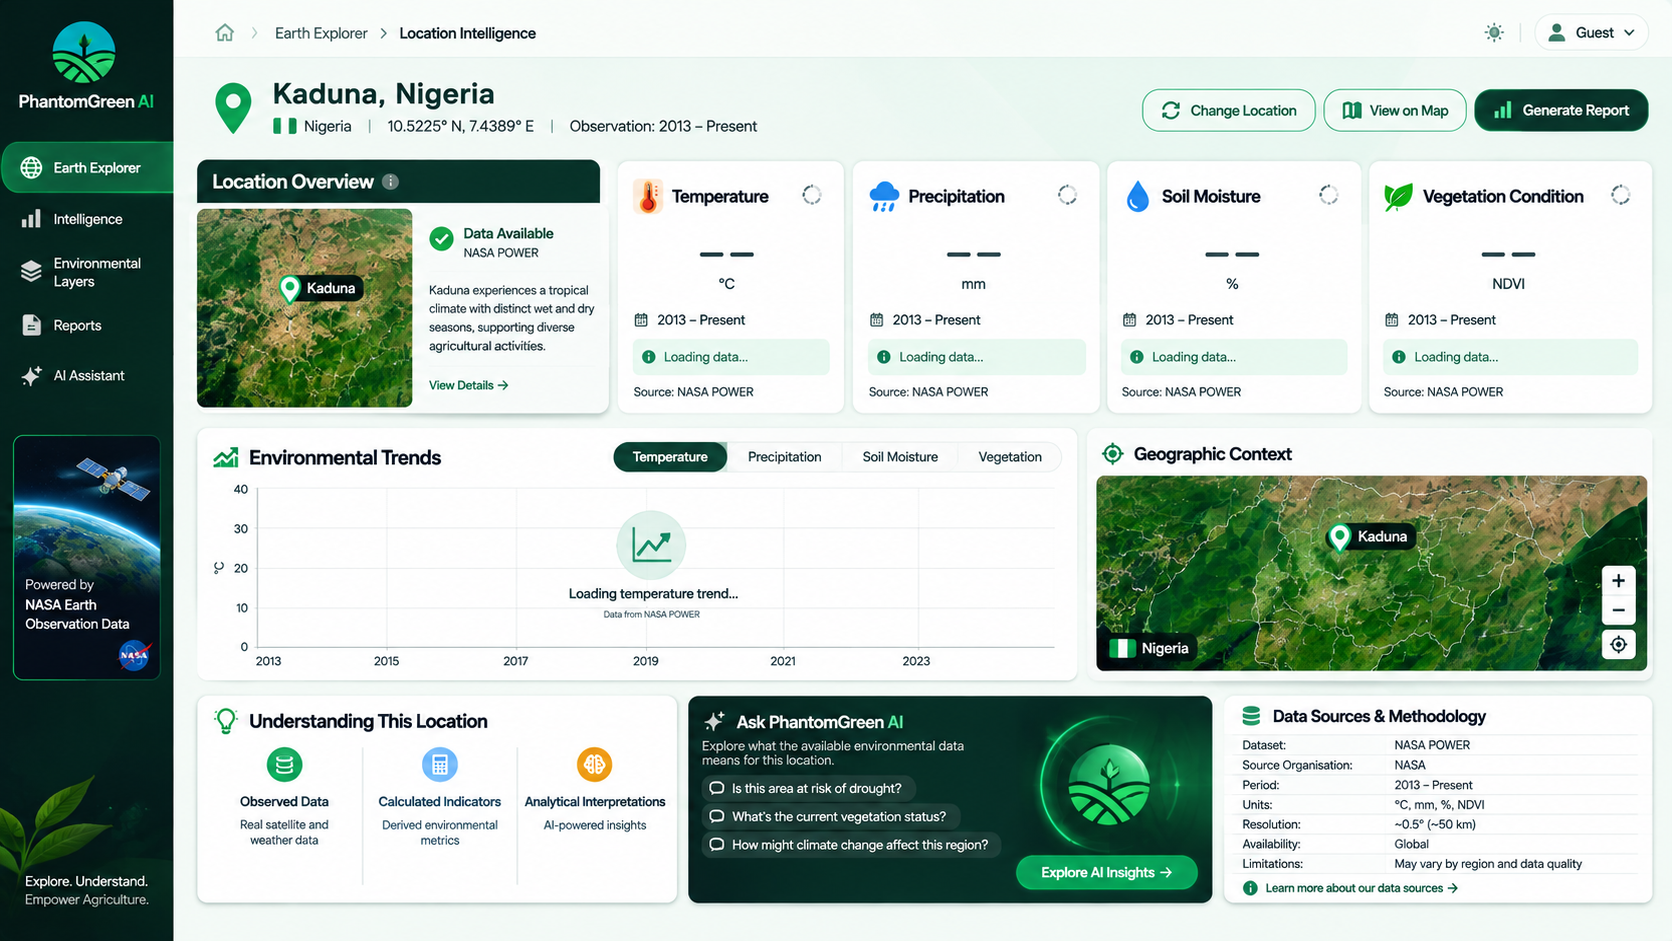 PhantomGreen AI
Earth Explorer
Intelligence
Environmental
Layers
Reports
AI Assistant
Powered by
NASA Earth
Observation Data
NASA
Explore. Understand.
Empower Agriculture.
Earth Explorer
Location Intelligence
Guest
Kaduna, Nigeria
Nigeria | 10.5225° N, 7.4389° E | Observation: 2013 – Present
Change Location
View on Map
Generate Report
Location Overview
Kaduna
Data Available
NASA POWER
Kaduna experiences a tropical
climate with distinct wet and dry
seasons, supporting diverse
agricultural activities.
View Details →
Temperature
— —
°C
2013 – Present
Loading data...
Source: NASA POWER
Precipitation
— —
mm
2013 – Present
Loading data...
Source: NASA POWER
Soil Moisture
— —
%
2013 – Present
Loading data...
Source: NASA POWER
Vegetation Condition
— —
NDVI
2013 – Present
Loading data...
Source: NASA POWER
Environmental Trends
Temperature
Precipitation
Soil Moisture
Vegetation
40
30
20
10
0
°C
Loading temperature trend...
Data from NASA POWER
2013
2015
2017
2019
2021
2023
Geographic Context
Kaduna
Nigeria
+
−
Understanding This Location
Observed Data
Real satellite and
weather data
Calculated Indicators
Derived environmental
metrics
Analytical Interpretations
AI-powered insights
Ask PhantomGreen AI
Explore what the available environmental data
means for this location.
Is this area at risk of drought?
What's the current vegetation status?
How might climate change affect this region?
Explore AI Insights →
Data Sources & Methodology
Dataset: NASA POWER
Source Organisation: NASA
Period: 2013 – Present
Units: °C, mm, %, NDVI
Resolution: ~0.5° (~50 km)
Availability: Global
Limitations: May vary by region and data quality
Learn more about our data sources →